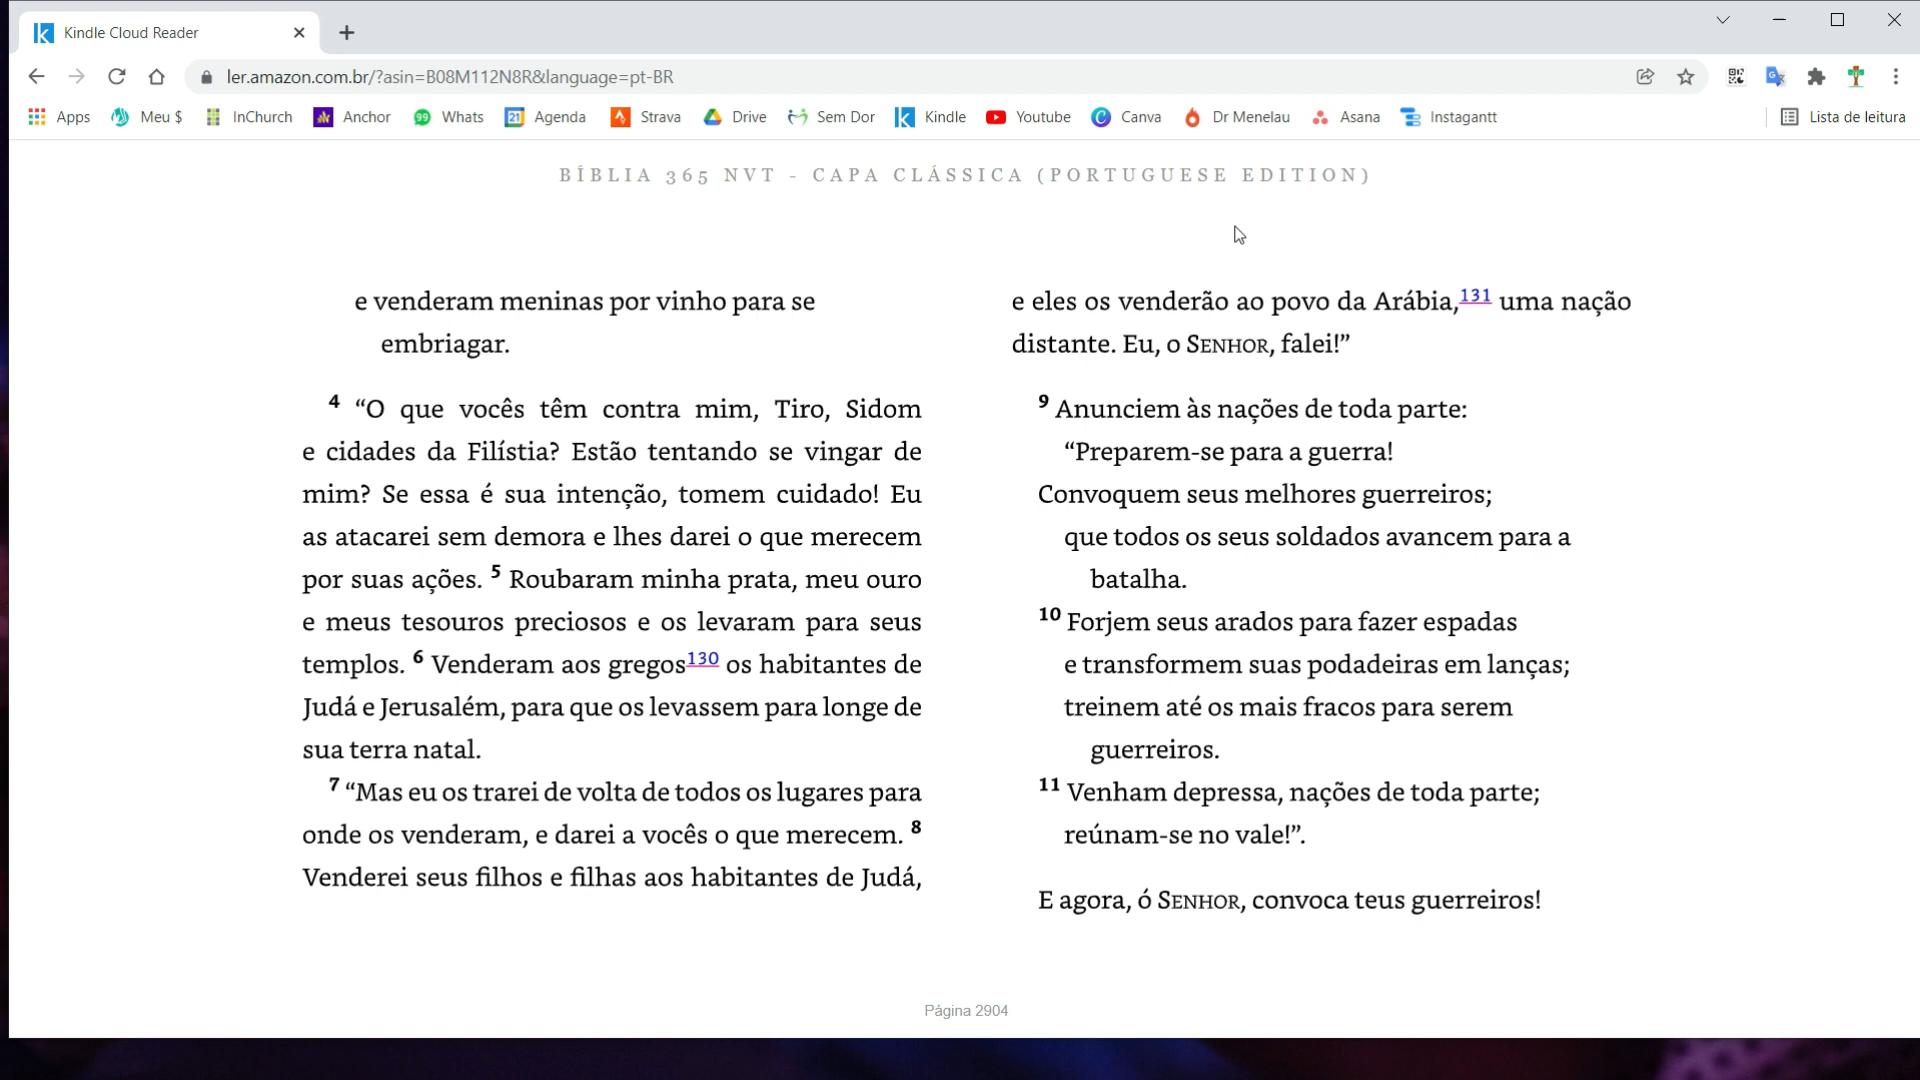 Kindle Cloud Reader
ler.amazon.com.br/?asin=B08M112N8R&language=pt-BR
Apps Meu $ InChurch Anchor 99 Whats 21 Agenda Strava Drive Sem Dor Kindle Youtube Canva Dr Menelau Asana Instagantt Lista de leitura
BÍBLIA 365 NVT - CAPA CLÁSSICA (PORTUGUESE EDITION)
e venderam meninas por vinho para se
embriagar.
4 “O que vocês têm contra mim, Tiro, Sidom
e cidades da Filístia? Estão tentando se vingar de
mim? Se essa é sua intenção, tomem cuidado! Eu
as atacarei sem demora e lhes darei o que merecem
por suas ações. 5 Roubaram minha prata, meu ouro
e meus tesouros preciosos e os levaram para seus
templos. 6 Venderam aos gregos130 os habitantes de
Judá e Jerusalém, para que os levassem para longe de
sua terra natal.
7 “Mas eu os trarei de volta de todos os lugares para
onde os venderam, e darei a vocês o que merecem. 8
Venderei seus filhos e filhas aos habitantes de Judá,
e eles os venderão ao povo da Arábia,131 uma nação
distante. Eu, o SENHOR, falei!”
9 Anunciem às nações de toda parte:
“Preparem-se para a guerra!
Convoquem seus melhores guerreiros;
que todos os seus soldados avancem para a
batalha.
10 Forjem seus arados para fazer espadas
e transformem suas podadeiras em lanças;
treinem até os mais fracos para serem
guerreiros.
11 Venham depressa, nações de toda parte;
reúnam-se no vale!”.
E agora, ó SENHOR, convoca teus guerreiros!
Página 2904